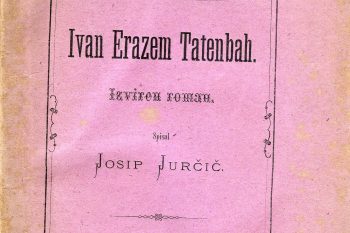 Ivan Erazem Tatenbah.
Izviren roman.
Spisal
JOSIP JURČIČ.